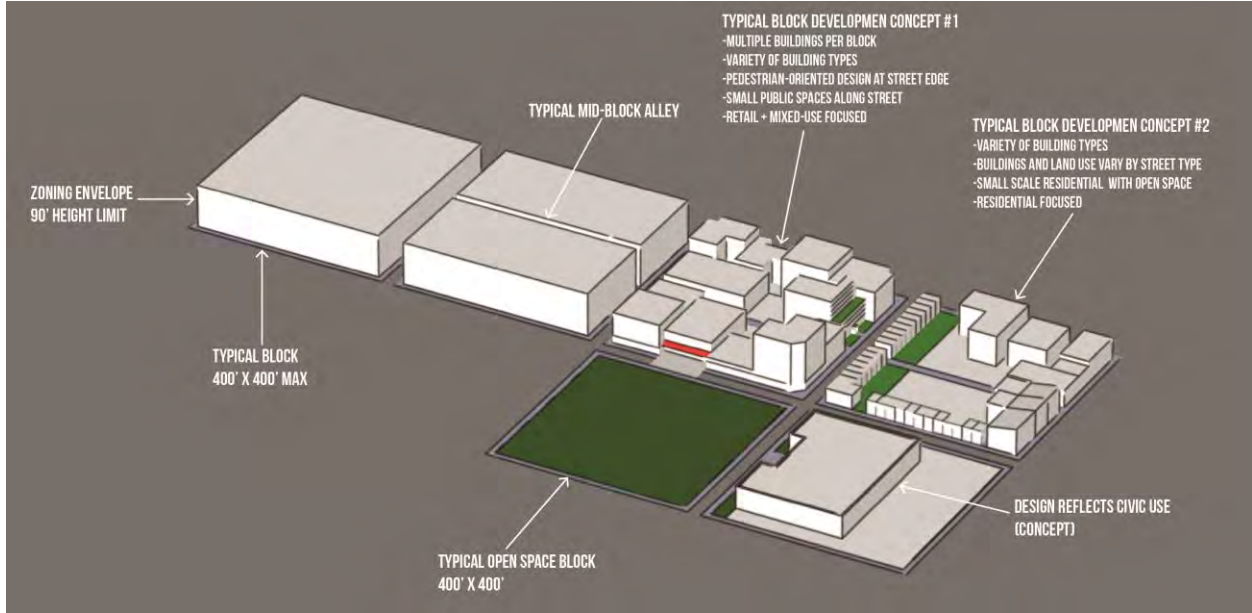 TYPICAL BLOCK DEVELOPMEN CONCEPT #1
-MULTIPLE BUILDINGS PER BLOCK
-VARIETY OF BUILDING TYPES
-PEDESTRIAN-ORIENTED DESIGN AT STREET EDGE
-SMALL PUBLIC SPACES ALONG STREET
-RETAIL + MIXED-USE FOCUSED
TYPICAL MID-BLOCK ALLEY
TYPICAL BLOCK DEVELOPMEN CONCEPT #2
-VARIETY OF BUILDING TYPES
-BUILDINGS AND LAND USE VARY BY STREET TYPE
-SMALL SCALE RESIDENTIAL WITH OPEN SPACE
-RESIDENTIAL FOCUSED
ZONING ENVELOPE
90' HEIGHT LIMIT
TYPICAL BLOCK
400' X 400' MAX
DESIGN REFLECTS CIVIC USE
(CONCEPT)
TYPICAL OPEN SPACE BLOCK
400' X 400'